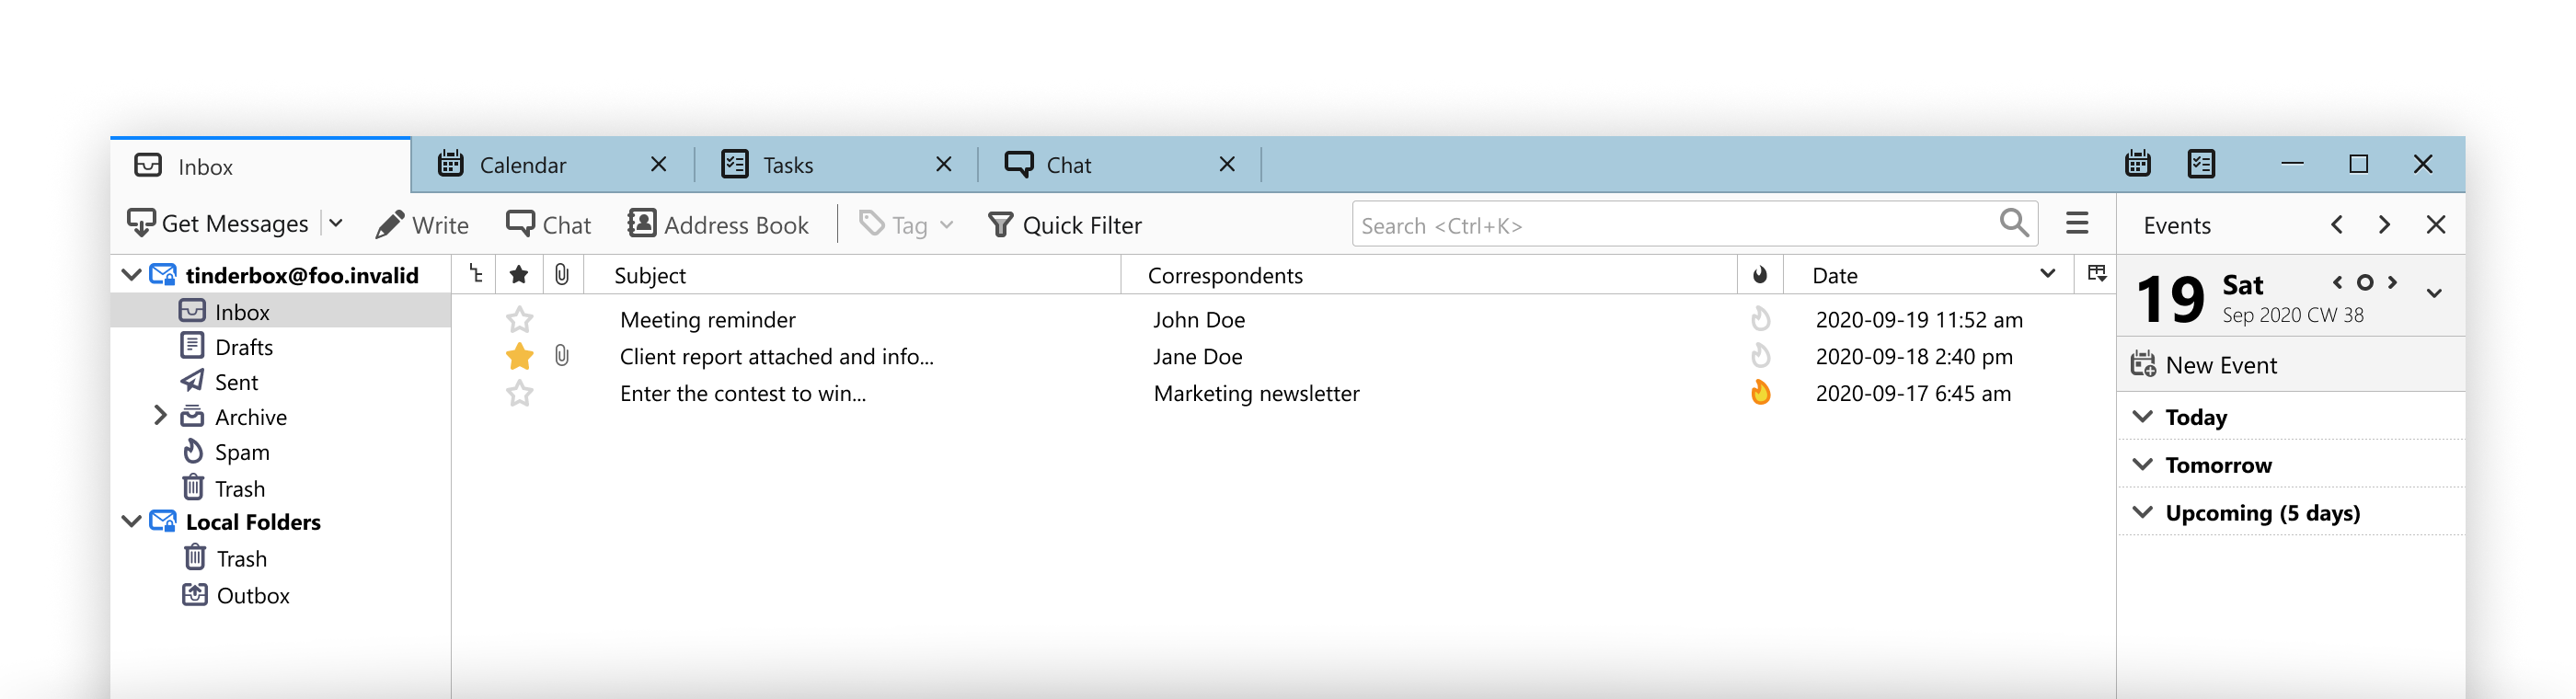 Inbox Calendar Tasks Chat
Get Messages Write Chat Address Book Tag Quick Filter Search <Ctrl+K> Events
tinderbox@foo.invalid
Inbox
Drafts
Sent
Archive
Spam
Trash
Local Folders
Trash
Outbox
Subject Correspondents Date
Meeting reminder John Doe 2020-09-19 11:52 am
Client report attached and info... Jane Doe 2020-09-18 2:40 pm
Enter the contest to win... Marketing newsletter 2020-09-17 6:45 am
19 Sat
Sep 2020 CW 38
New Event
Today
Tomorrow
Upcoming (5 days)